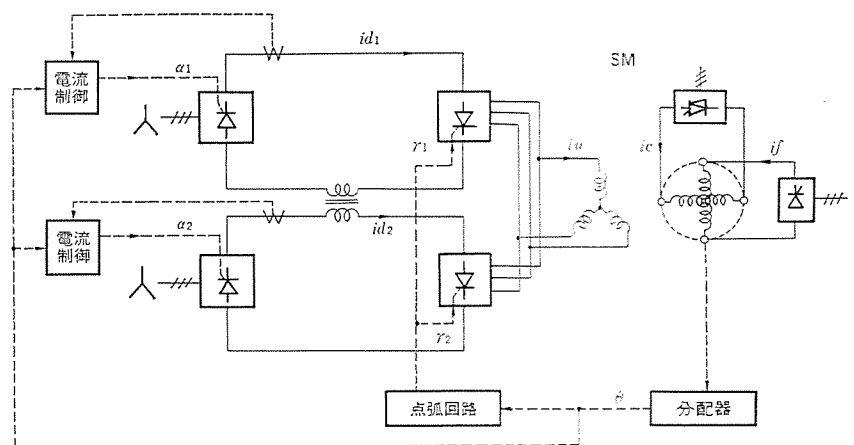 id1
SM
電流
制御
α1
γ1
iu
ic
if
電流
制御
α2
id2
γ2
点弧回路
θ
分配器